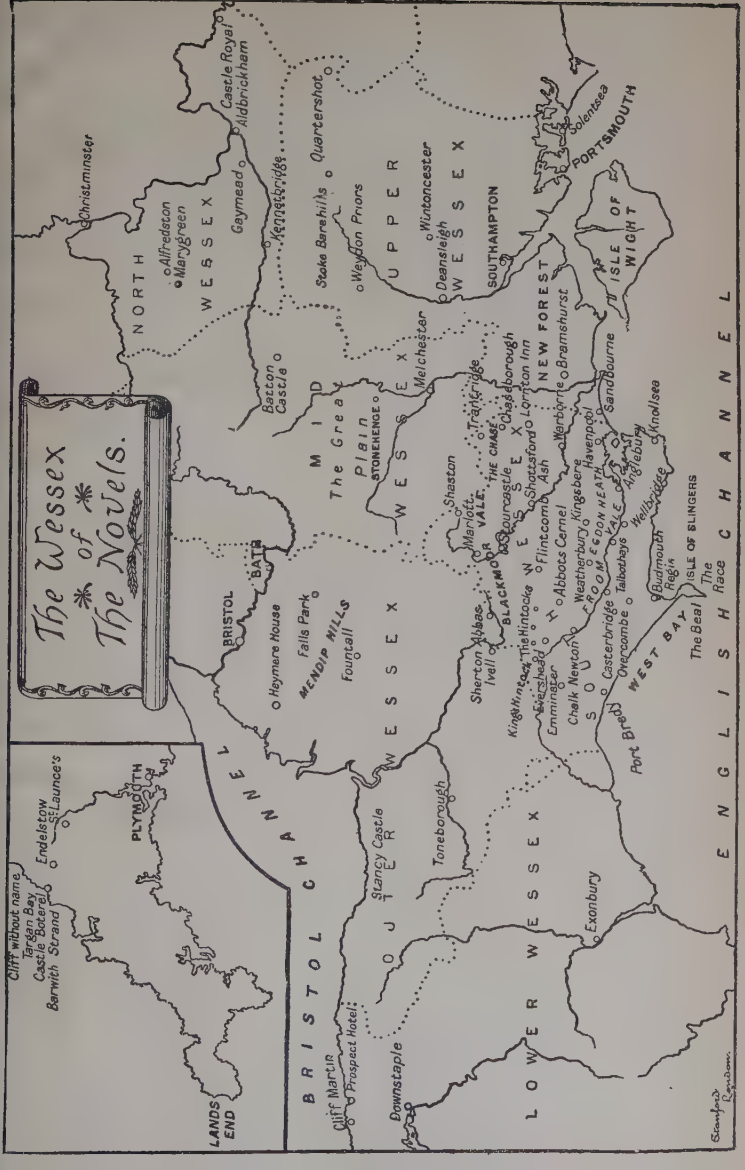 The Wessex
of
The Novels.
Cliff without name
Targan Bay
Castle Boterel
Barwith Strand
Endelstow
St Launce's
PLYMOUTH
LANDS
END
BRISTOL CHANNEL
BRISTOL
BATH
Heymere House
Falls Park
MENDIP HILLS
Fountall
Cliff Martin
Prospect Hotel
Downstaple
Stancy Castle
OUTER
WESSEX
Toneborough
LOWER WESSEX
Exonbury
Christminster
Alfredston
Marygreen
NORTH
WESSEX
Castle Royal
Aldbrickham
Gaymead
Kennetbridge
Quartershot
Stoke Barehills
Weydon Priors
UPPER
WESSEX
Wintoncester
Deansleigh
SOUTHAMPTON
PORTSMOUTH
Solentsea
ISLE OF
WIGHT
Batton
Castle
MID
The Great
Plain
STONEHENGE
WESSEX
Melchester
Shaston
Marlott
VALE
BLACKMOOR
Stourcastle
THE CHASE
Trantridge
Chaseborough
Lornton Inn
NEW FOREST
Bramshurst
Shottsford
Warborne
Flintcomb Ash
Sandbourne
Havenpool
Kingsbere
Abbots Cernel
Weatherbury
EGDON HEATH
FROOM
VALE
Talbothays
Wellbridge
Anglebury
Knollsea
Sherton Abbas
Ivell
King's Hintock
The Hintocks
Evershead
Emminster
Chalk Newton
SOUTH
WESSEX
Casterbridge
Overcombe
Port Bredy
Budmouth
Regis
WEST BAY
ISLE OF SLINGERS
The Beal
The
Race
ENGLISH CHANNEL
Stanford
London